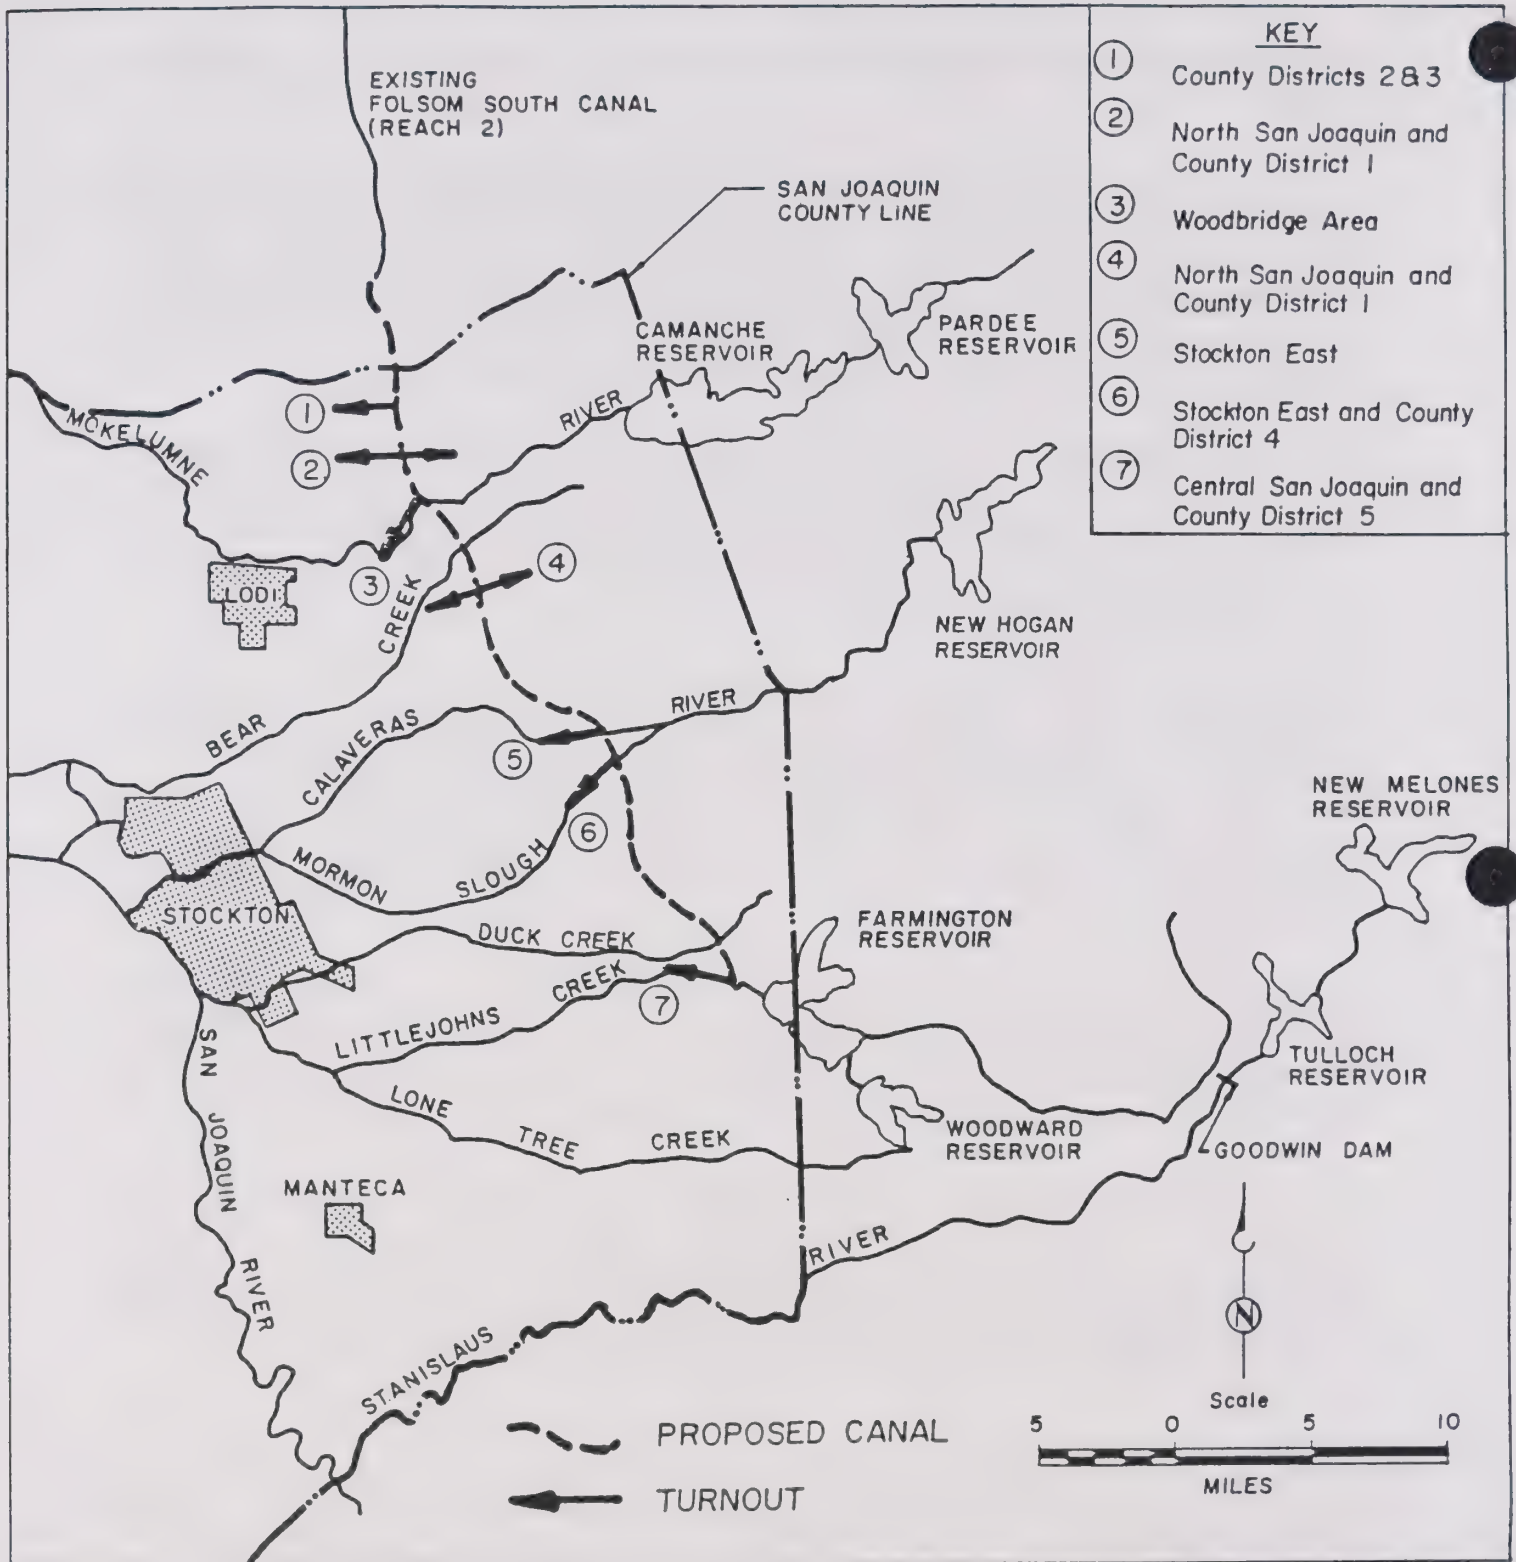 KEY
1 County Districts 2&3
2 North San Joaquin and
County District 1
3 Woodbridge Area
4 North San Joaquin and
County District 1
5 Stockton East
6 Stockton East and County
District 4
7 Central San Joaquin and
County District 5
EXISTING
FOLSOM SOUTH CANAL
(REACH 2)
SAN JOAQUIN
COUNTY LINE
CAMANCHE
RESERVOIR
PARDEE
RESERVOIR
MOKELUMNE
RIVER
1
2
3
4
LODI
CREEK
BEAR
NEW HOGAN
RESERVOIR
CALAVERAS
RIVER
5
6
NEW MELONES
RESERVOIR
MORMON
SLOUGH
STOCKTON
DUCK CREEK
FARMINGTON
RESERVOIR
LITTLEJOHNS
CREEK
7
TULLOCH
RESERVOIR
SAN
JOAQUIN
RIVER
LONE
TREE
CREEK
WOODWARD
RESERVOIR
GOODWIN DAM
MANTECA
STANISLAUS
RIVER
N
PROPOSED CANAL
TURNOUT
Scale
5 0 5 10
MILES